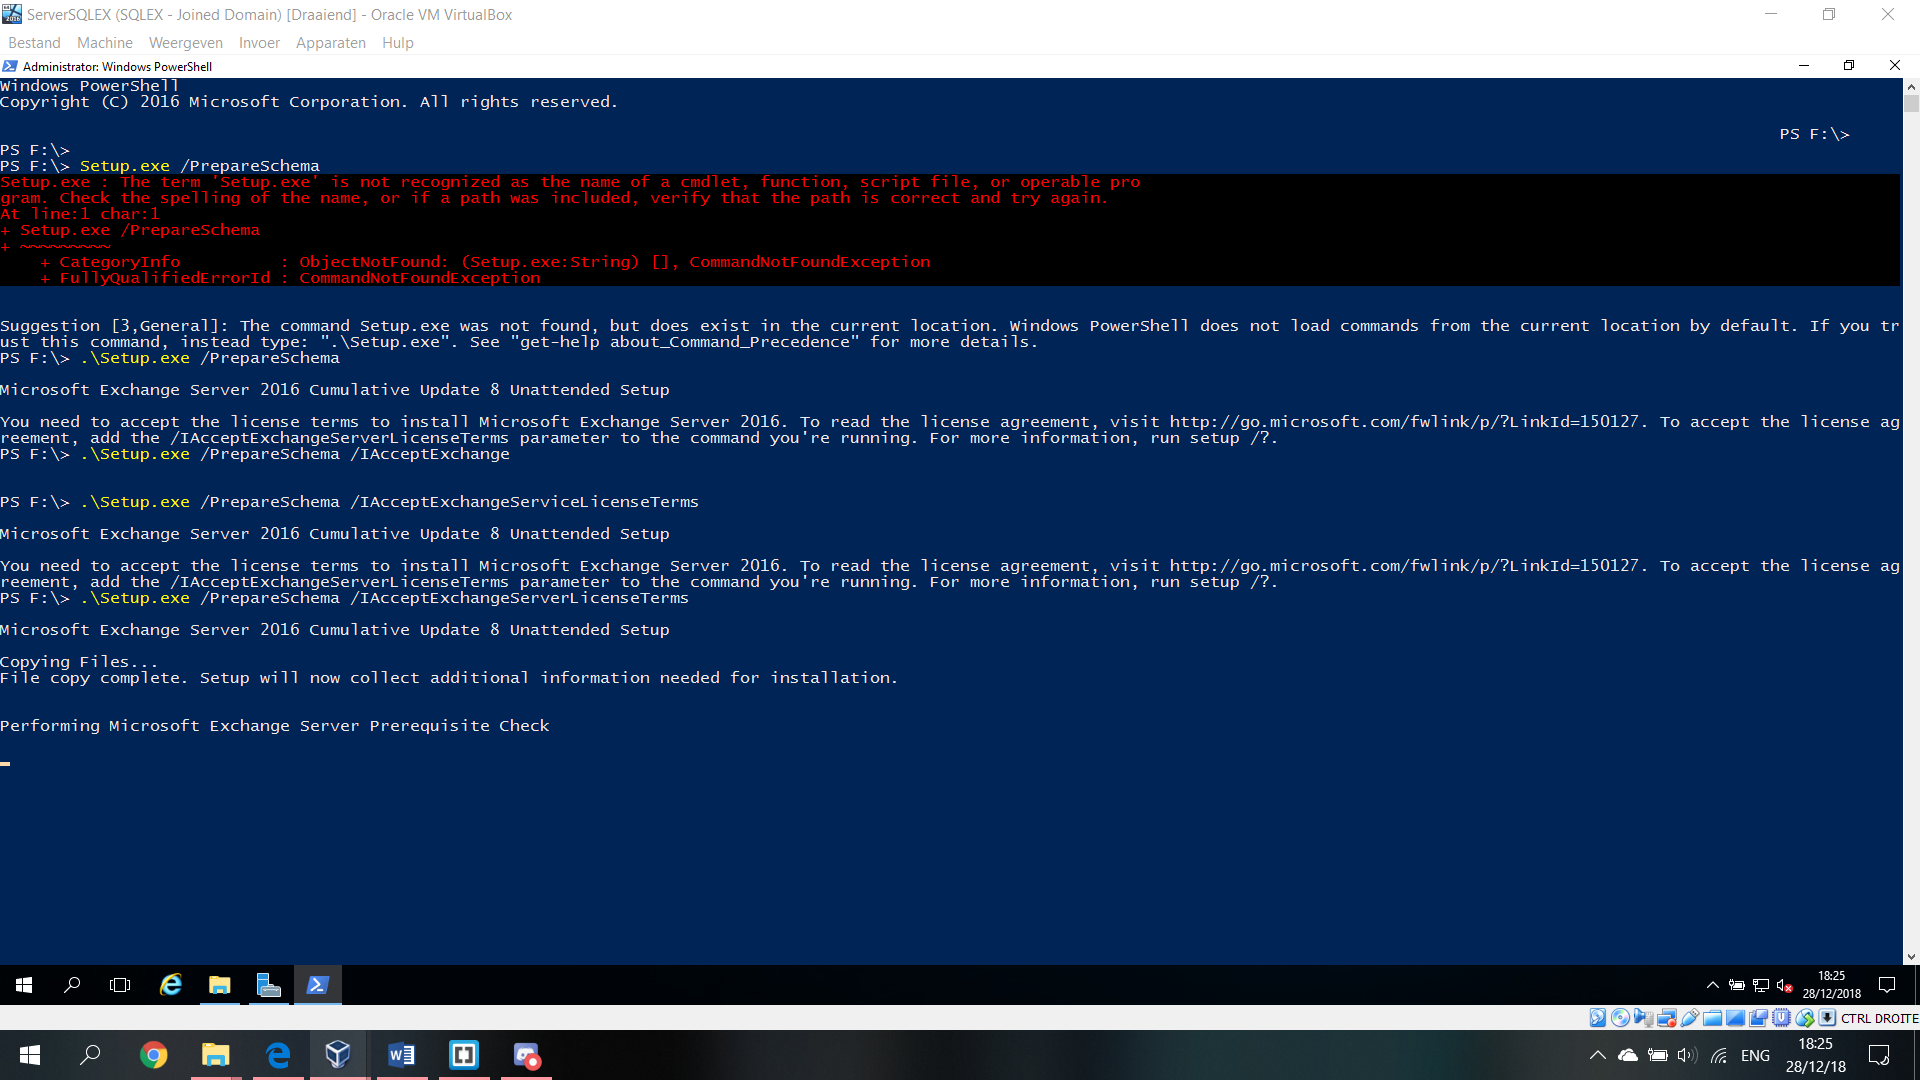 ServerSQLEX (SQLEX - Joined Domain) [Draaiend] - Oracle VM VirtualBox
Bestand Machine Weergeven Invoer Apparaten Hulp
Administrator: Windows PowerShell
Windows PowerShell
Copyright (C) 2016 Microsoft Corporation. All rights reserved.
PS F:\>
PS F:\>
PS F:\> Setup.exe /PrepareSchema
Setup.exe : The term 'Setup.exe' is not recognized as the name of a cmdlet, function, script file, or operable pro
gram. Check the spelling of the name, or if a path was included, verify that the path is correct and try again.
At line:1 char:1
+ Setup.exe /PrepareSchema
+ ~~~~~~~~~
+ CategoryInfo : ObjectNotFound: (Setup.exe:String) [], CommandNotFoundException
+ FullyQualifiedErrorId : CommandNotFoundException
Suggestion [3,General]: The command Setup.exe was not found, but does exist in the current location. Windows PowerShell does not load commands from the current location by default. If you tr
ust this command, instead type: ".\Setup.exe". See "get-help about_Command_Precedence" for more details.
PS F:\> .\Setup.exe /PrepareSchema
Microsoft Exchange Server 2016 Cumulative Update 8 Unattended Setup
You need to accept the license terms to install Microsoft Exchange Server 2016. To read the license agreement, visit http://go.microsoft.com/fwlink/p/?LinkId=150127. To accept the license ag
reement, add the /IAcceptExchangeServerLicenseTerms parameter to the command you're running. For more information, run setup /?.
PS F:\> .\Setup.exe /PrepareSchema /IAcceptExchange
PS F:\> .\Setup.exe /PrepareSchema /IAcceptExchangeServiceLicenseTerms
Microsoft Exchange Server 2016 Cumulative Update 8 Unattended Setup
You need to accept the license terms to install Microsoft Exchange Server 2016. To read the license agreement, visit http://go.microsoft.com/fwlink/p/?LinkId=150127. To accept the license ag
reement, add the /IAcceptExchangeServerLicenseTerms parameter to the command you're running. For more information, run setup /?.
PS F:\> .\Setup.exe /PrepareSchema /IAcceptExchangeServerLicenseTerms
Microsoft Exchange Server 2016 Cumulative Update 8 Unattended Setup
Copying Files...
File copy complete. Setup will now collect additional information needed for installation.
Performing Microsoft Exchange Server Prerequisite Check
18:25
28/12/2018
CTRL DROITE
ENG
18:25
28/12/18